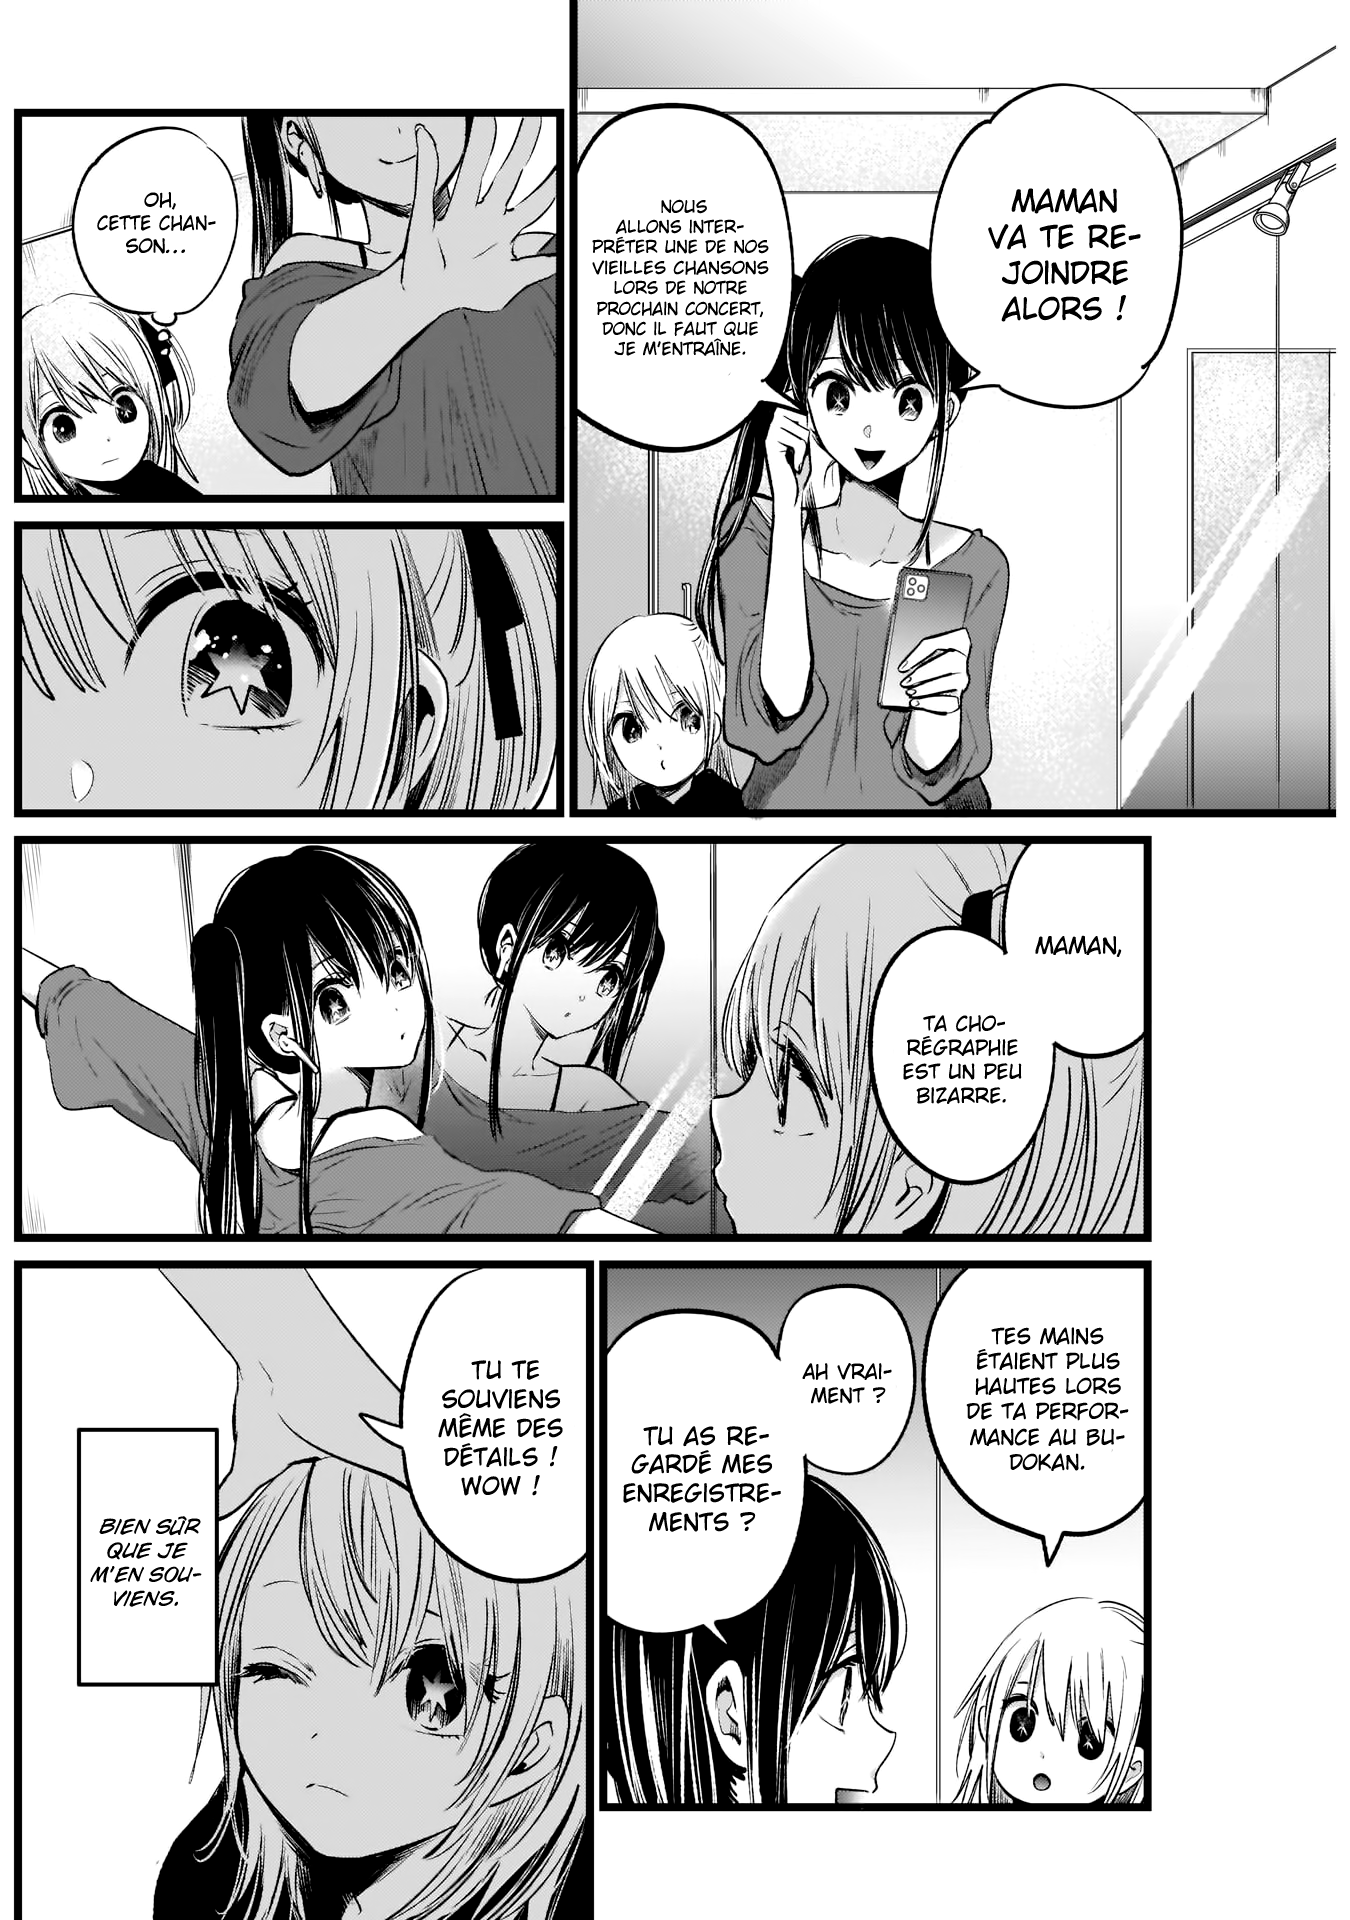 MAMAN
VA TE RE-
JOINDRE
ALORS !
NOUS
ALLONS INTER-
PRÉTER UNE DE NOS
VIEILLES CHANSONS
LORS DE NOTRE
PROCHAIN CONCERT,
DONC IL FAUT QUE
JE M'ENTRAÎNE.
OH,
CETTE CHAN-
SON...
MAMAN,
TA CHO-
RÉGRAPHIE
EST UN PEU
BIZARRE.
TES MAINS
ÉTAIENT PLUS
HAUTES LORS
DE TA PERFOR-
MANCE AU BU-
DOKAN.
AH VRAI-
MENT ?
TU AS RE-
GARDÉ MES
ENREGISTRE-
MENTS ?
TU TE
SOUVIENS
MÊME DES
DÉTAILS !
WOW !
BIEN SÛR
QUE JE
M'EN SOU-
VIENS.